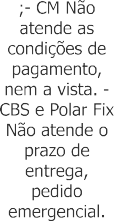 ;- CM Não
atende as
condições de
pagamento,
nem a vista. -
CBS e Polar Fix
Não atende o
prazo de
entrega,
pedido
emergencial.